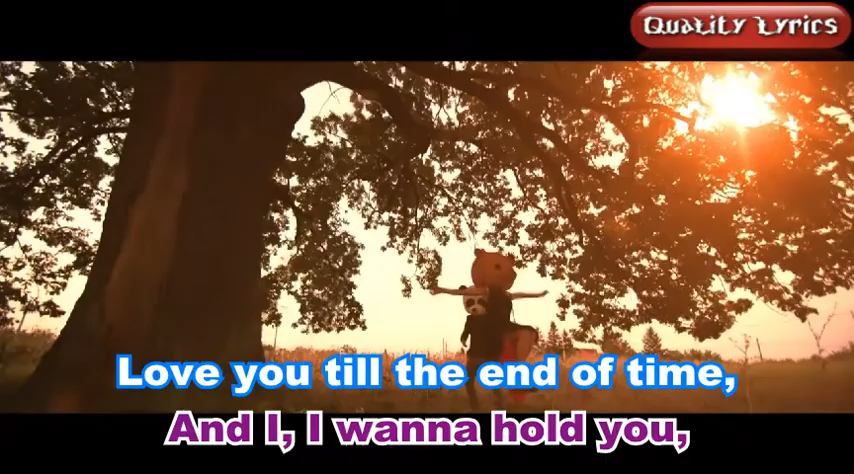 Quality Lyrics
Love you till the end of time,
And I, I wanna hold you,